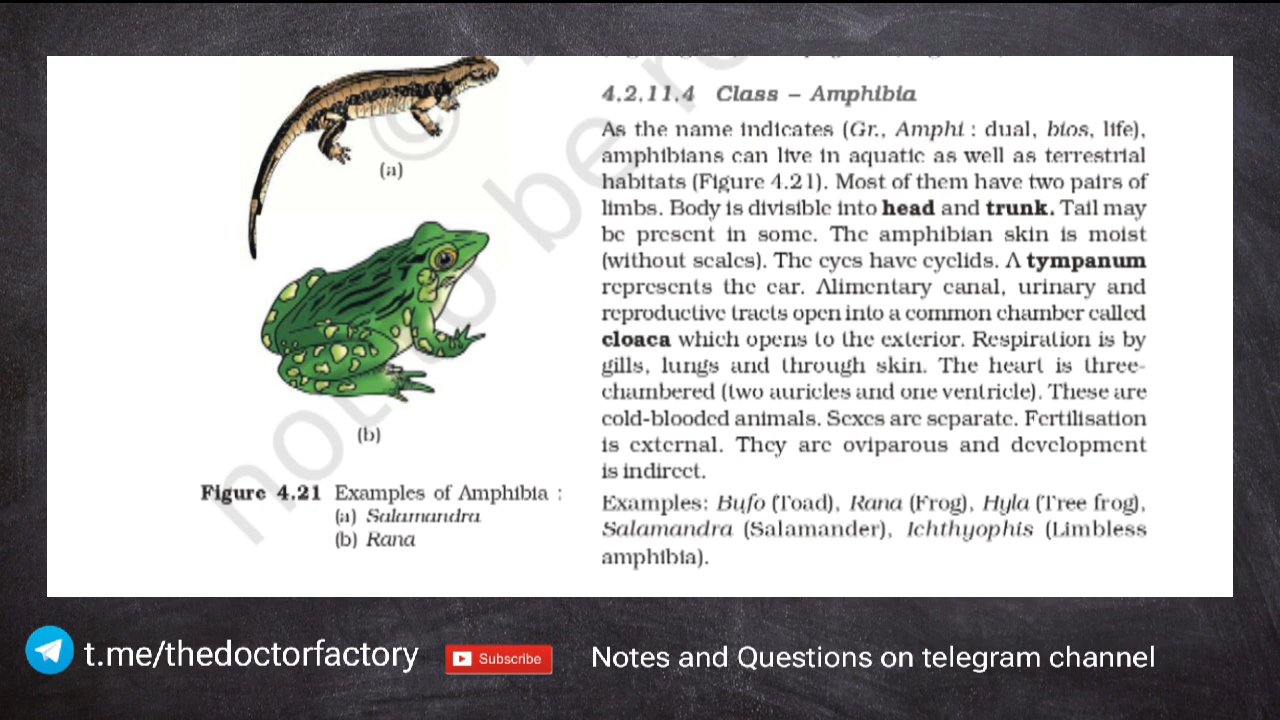 (a)
(b)
Figure 4.21 Examples of Amphibia :
(a) Salamandra
(b) Rana
4.2.11.4 Class – Amphibia
As the name indicates (Gr., Amphi : dual, bios, life),
amphibians can live in aquatic as well as terrestrial
habitats (Figure 4.21). Most of them have two pairs of
limbs. Body is divisible into head and trunk. Tail may
be present in some. The amphibian skin is moist
(without scales). The eyes have eyelids. A tympanum
represents the ear. Alimentary canal, urinary and
reproductive tracts open into a common chamber called
cloaca which opens to the exterior. Respiration is by
gills, lungs and through skin. The heart is three-
chambered (two auricles and one ventricle). These are
cold-blooded animals. Sexes are separate. Fertilisation
is external. They are oviparous and development
is indirect.
Examples: Bufo (Toad), Rana (Frog), Hyla (Tree frog),
Salamandra (Salamander), Ichthyophis (Limbless
amphibia).
©
not to be re
t.me/thedoctorfactory
Subscribe
Notes and Questions on telegram channel